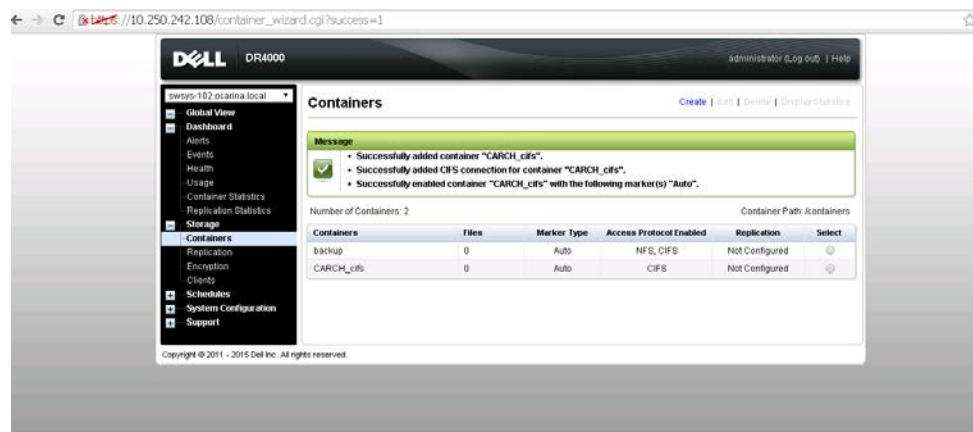 https://10.250.242.108/container_wizard.cgi?success=1
DELL DR4000
administrator (Log out) | Help
swsys-102.ocarina.local
Global View
Dashboard
Alerts
Events
Health
Usage
Container Statistics
Replication Statistics
Storage
Containers
Replication
Encryption
Clients
Schedules
System Configuration
Support
Containers
Create | Edit | Delete | Display Statistics
Message
• Successfully added container "CARCH_cifs".
• Successfully added CIFS connection for container "CARCH_cifs".
• Successfully enabled container "CARCH_cifs" with the following marker(s) "Auto".
Number of Containers: 2 Container Path: /containers
Containers Files Marker Type Access Protocol Enabled Replication Select
backup 0 Auto NFS, CIFS Not Configured
CARCH_cifs 0 Auto CIFS Not Configured
Copyright © 2011 - 2015 Dell Inc. All rights reserved.